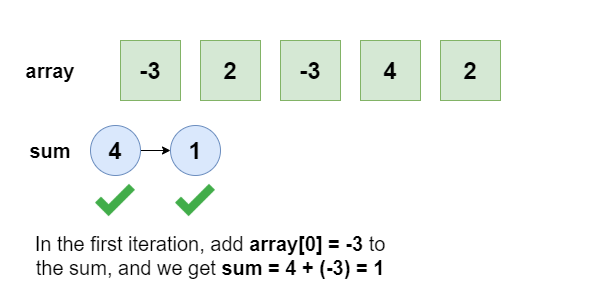 array -3 2 -3 4 2
sum 4 1
In the first iteration, add array[0] = -3 to
the sum, and we get sum = 4 + (-3) = 1